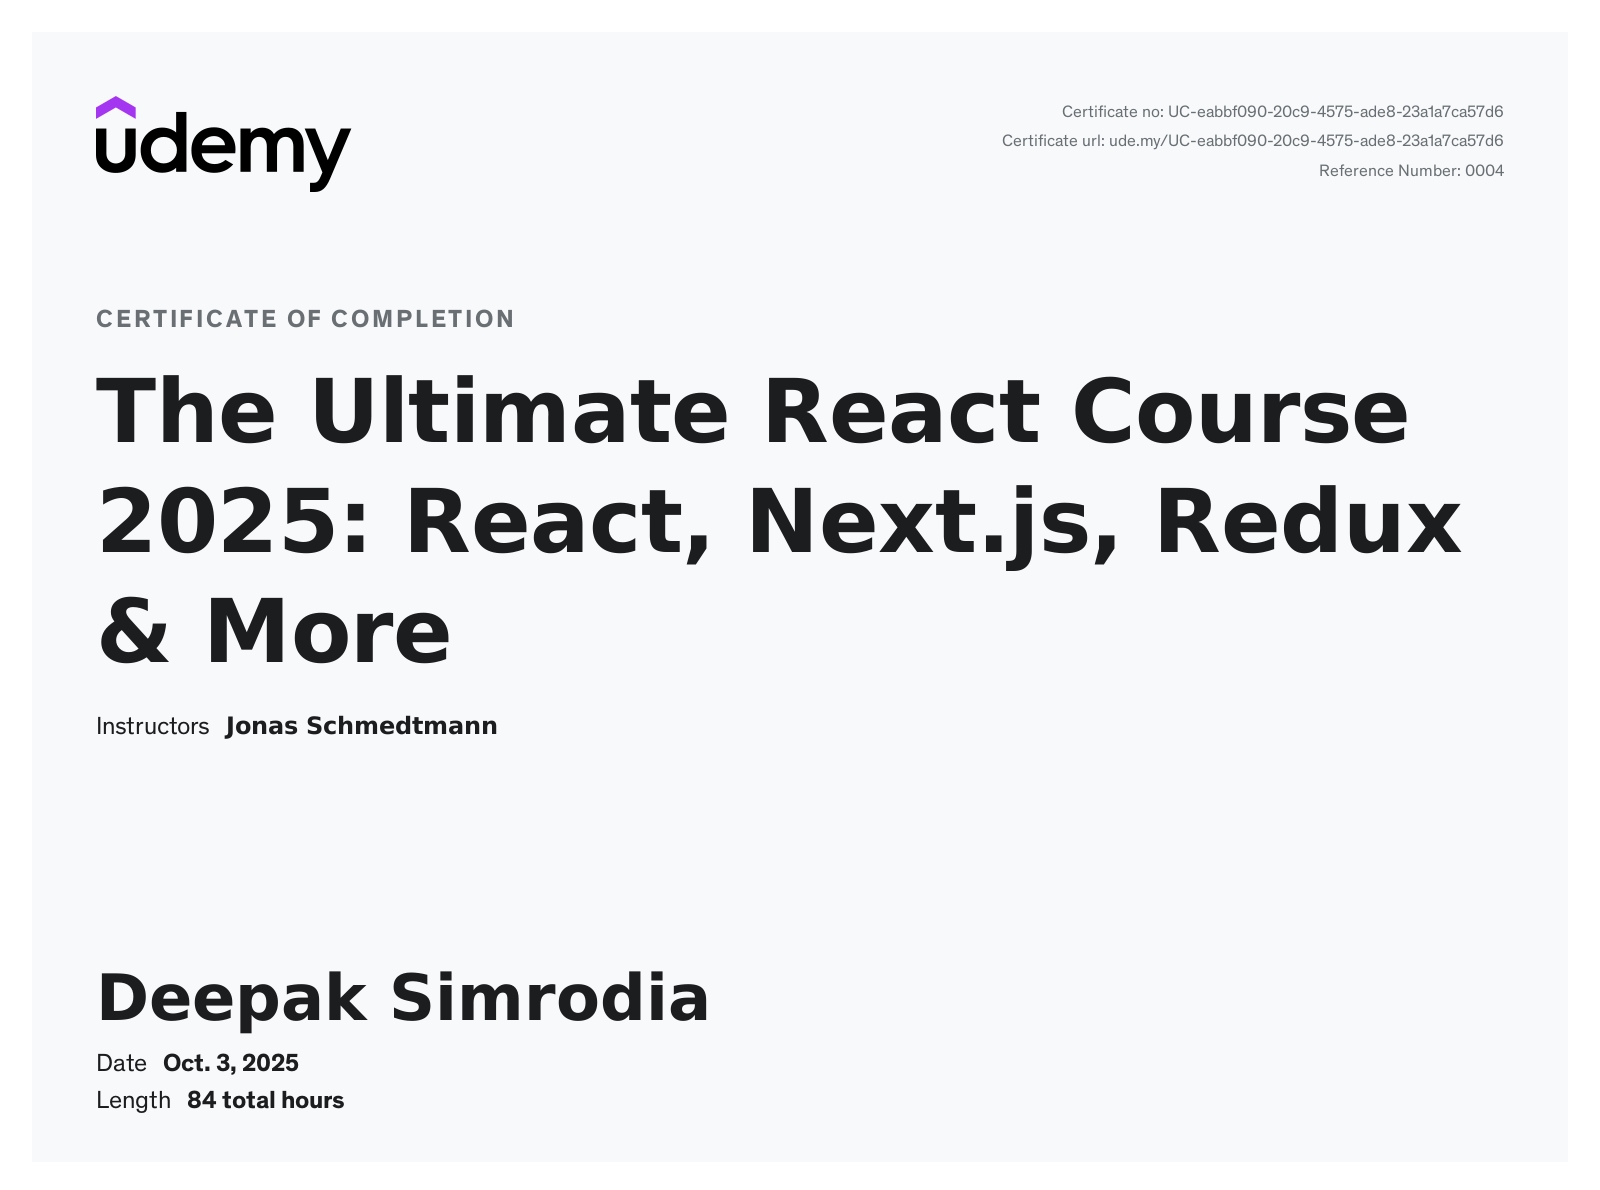 udemy
Certificate no: UC-eabbf090-20c9-4575-ade8-23a1a7ca57d6
Certificate url: ude.my/UC-eabbf090-20c9-4575-ade8-23a1a7ca57d6
Reference Number: 0004
CERTIFICATE OF COMPLETION
The Ultimate React Course
2025: React, Next.js, Redux
& More
Instructors Jonas Schmedtmann
Deepak Simrodia
Date Oct. 3, 2025
Length 84 total hours